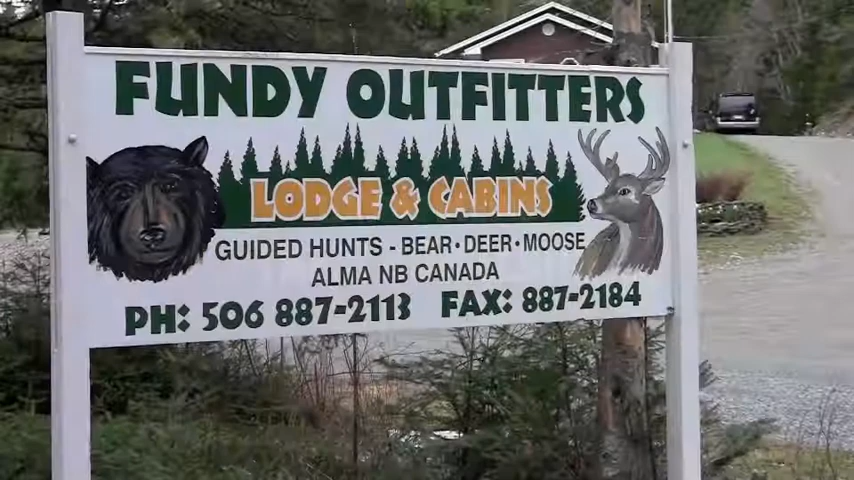 FUNDY OUTFITTERS
LODGE & CABINS
GUIDED HUNTS - BEAR • DEER • MOOSE
ALMA NB CANADA
PH: 506 887-2113 FAX: 887-2184